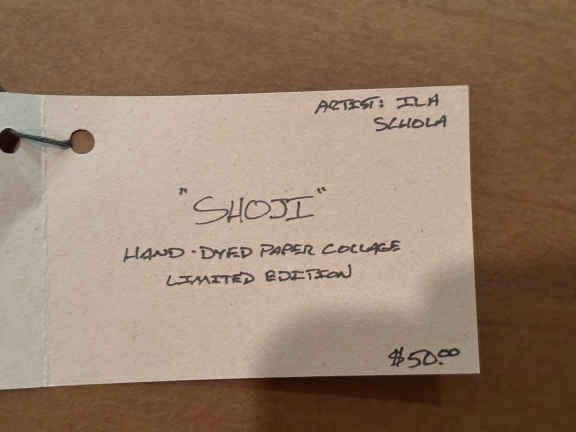 ARTIST: ILA
SCHOLA
"SHOJI"
HAND-DYED PAPER COLLAGE
LIMITED EDITION
$50.00